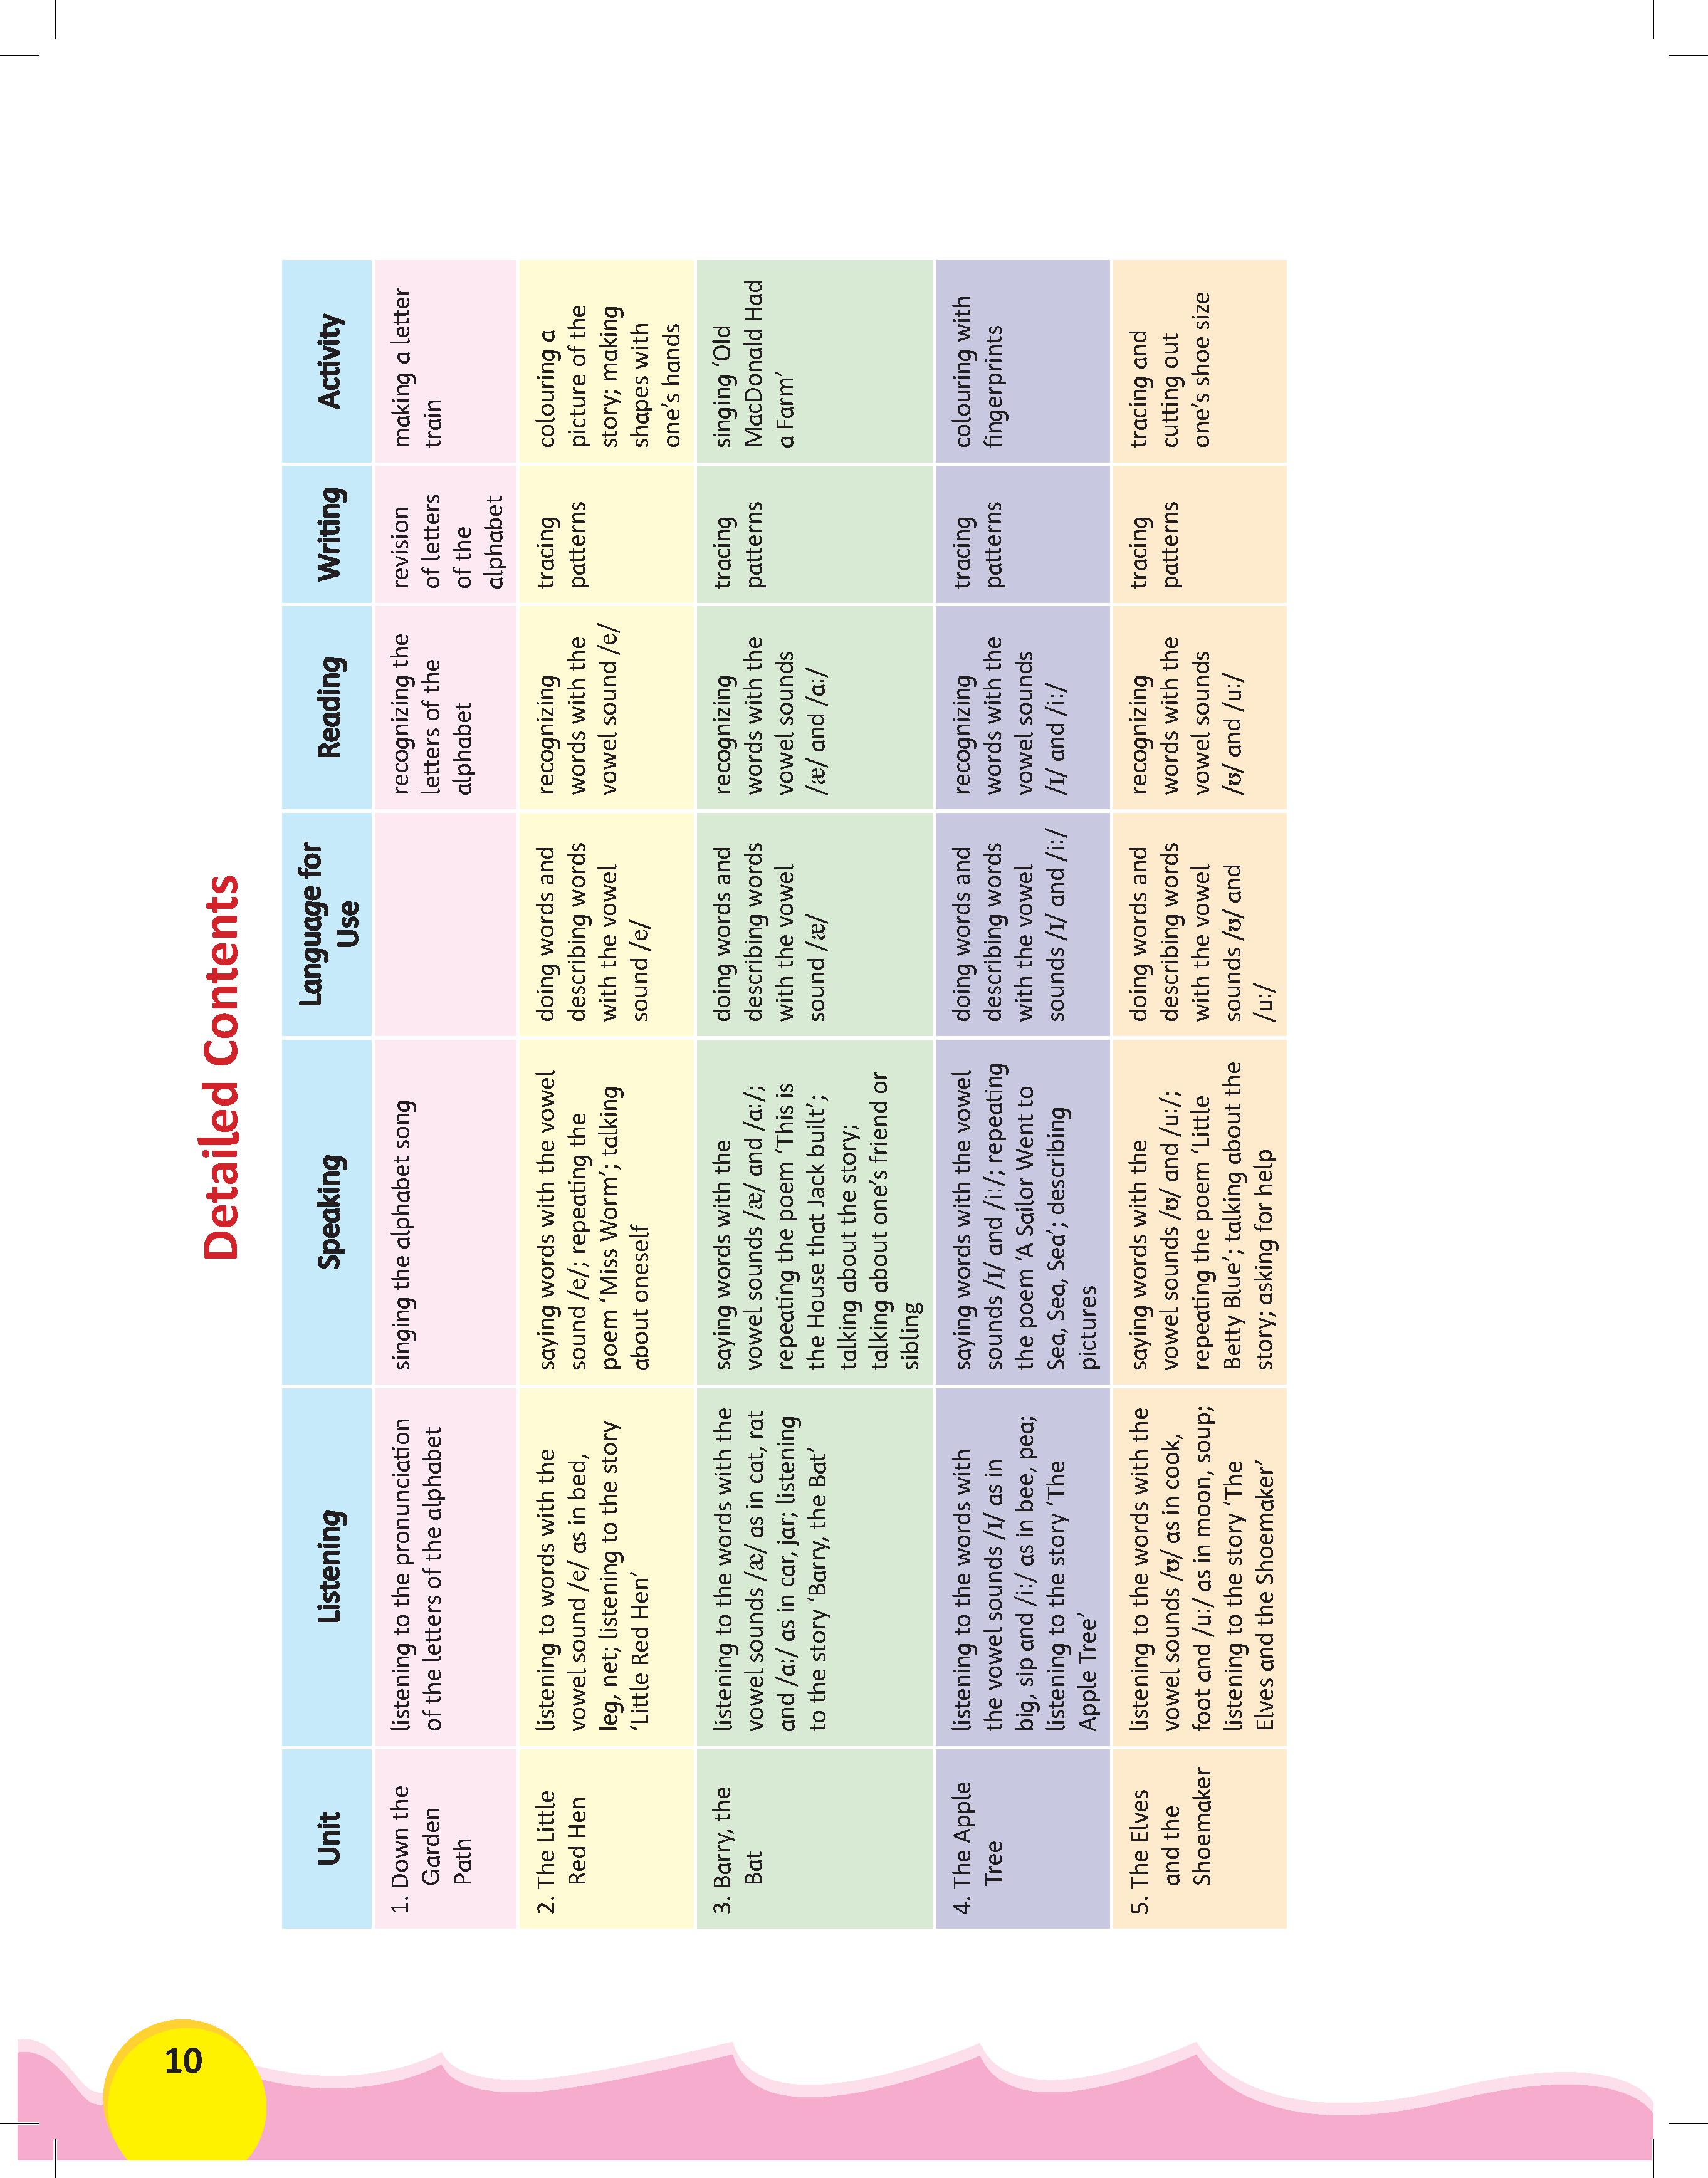 Detailed Contents
Unit
Listening
Speaking
Language for
Use
Reading
Writing
Activity
1. Down the
Garden
Path
listening to the pronunciation
of the letters of the alphabet
singing the alphabet song
recognizing the
letters of the
alphabet
revision
of letters
of the
alphabet
making a letter
train
2. The Little
Red Hen
listening to words with the
vowel sound /e/ as in bed,
leg, net; listening to the story
‘Little Red Hen’
saying words with the vowel
sound /e/; repeating the
poem ‘Miss Worm’; talking
about oneself
doing words and
describing words
with the vowel
sound /e/
recognizing
words with the
vowel sound /e/
tracing
patterns
colouring a
picture of the
story; making
shapes with
one’s hands
3. Barry, the
Bat
listening to the words with the
vowel sounds /æ/ as in cat, rat
and /ɑː/ as in car, jar; listening
to the story ‘Barry, the Bat’
saying words with the
vowel sounds /æ/ and /ɑː/;
repeating the poem ‘This is
the House that Jack built’;
talking about the story;
talking about one’s friend or
sibling
doing words and
describing words
with the vowel
sound /æ/
recognizing
words with the
vowel sounds
/æ/ and /ɑː/
tracing
patterns
singing ‘Old
MacDonald Had
a Farm’
4. The Apple
Tree
listening to the words with
the vowel sounds /ɪ/ as in
big, sip and /iː/ as in bee, pea;
listening to the story ‘The
Apple Tree’
saying words with the vowel
sounds /ɪ/ and /iː/; repeating
the poem ‘A Sailor Went to
Sea, Sea, Sea’; describing
pictures
doing words and
describing words
with the vowel
sounds /ɪ/ and /iː/
recognizing
words with the
vowel sounds
/ɪ/ and /iː/
tracing
patterns
colouring with
fingerprints
5. The Elves
and the
Shoemaker
listening to the words with the
vowel sounds /ʊ/ as in cook,
foot and /uː/ as in moon, soup;
listening to the story ‘The
Elves and the Shoemaker’
saying words with the
vowel sounds /ʊ/ and /uː/;
repeating the poem ‘Little
Betty Blue’; talking about the
story; asking for help
doing words and
describing words
with the vowel
sounds /ʊ/ and
/uː/
recognizing
words with the
vowel sounds
/ʊ/ and /uː/
tracing
patterns
tracing and
cutting out
one’s shoe size
10